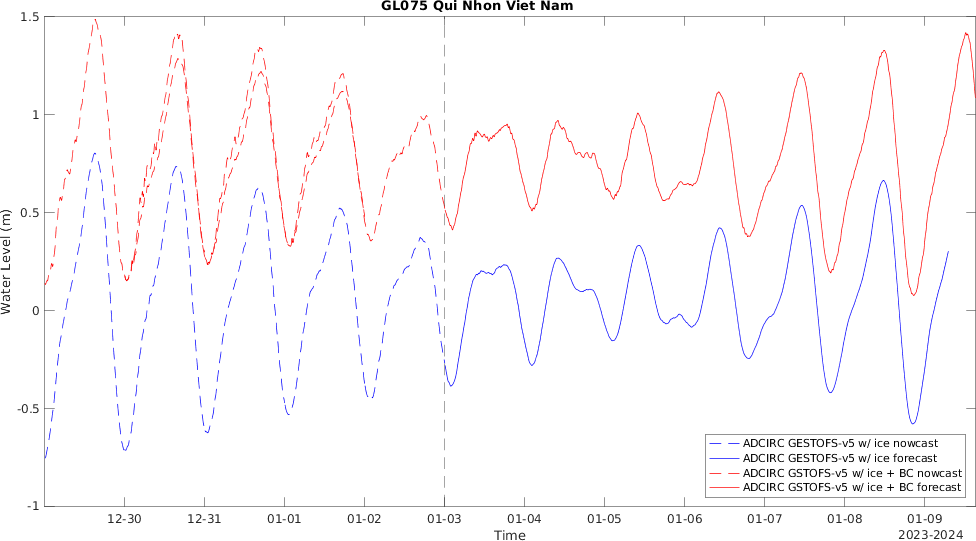 GL075 Qui Nhon Viet Nam
1.5
1
0.5
0
-0.5
-1
Water Level (m)
12-30 12-31 01-01 01-02 01-03 01-04 01-05 01-06 01-07 01-08 01-09
Time
2023-2024
ADCIRC GESTOFS-v5 w/ ice nowcast
ADCIRC GESTOFS-v5 w/ ice forecast
ADCIRC GSTOFS-v5 w/ ice + BC nowcast
ADCIRC GSTOFS-v5 w/ ice + BC forecast